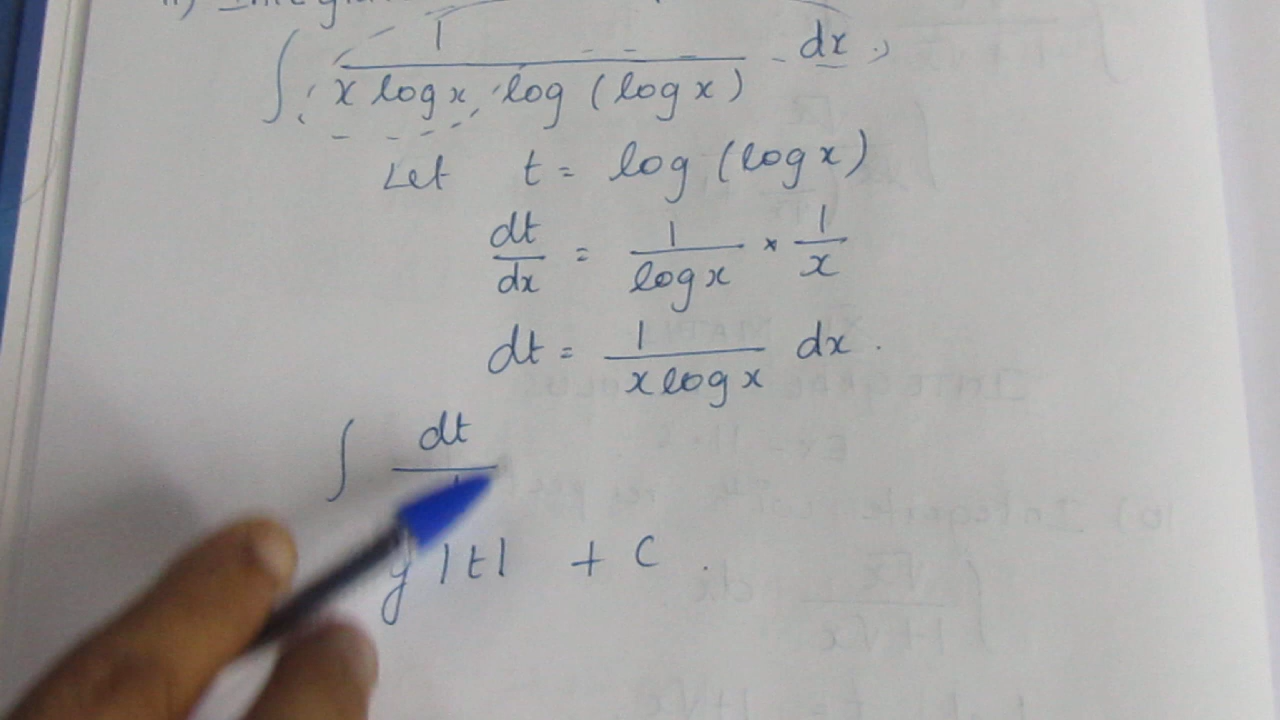 ∫ 1 / (x log x log (log x)) dx,
Let t = log (log x)
dt/dx = 1/log x × 1/x
dt = 1/(x log x) dx.
∫ dt/
|t| + C.